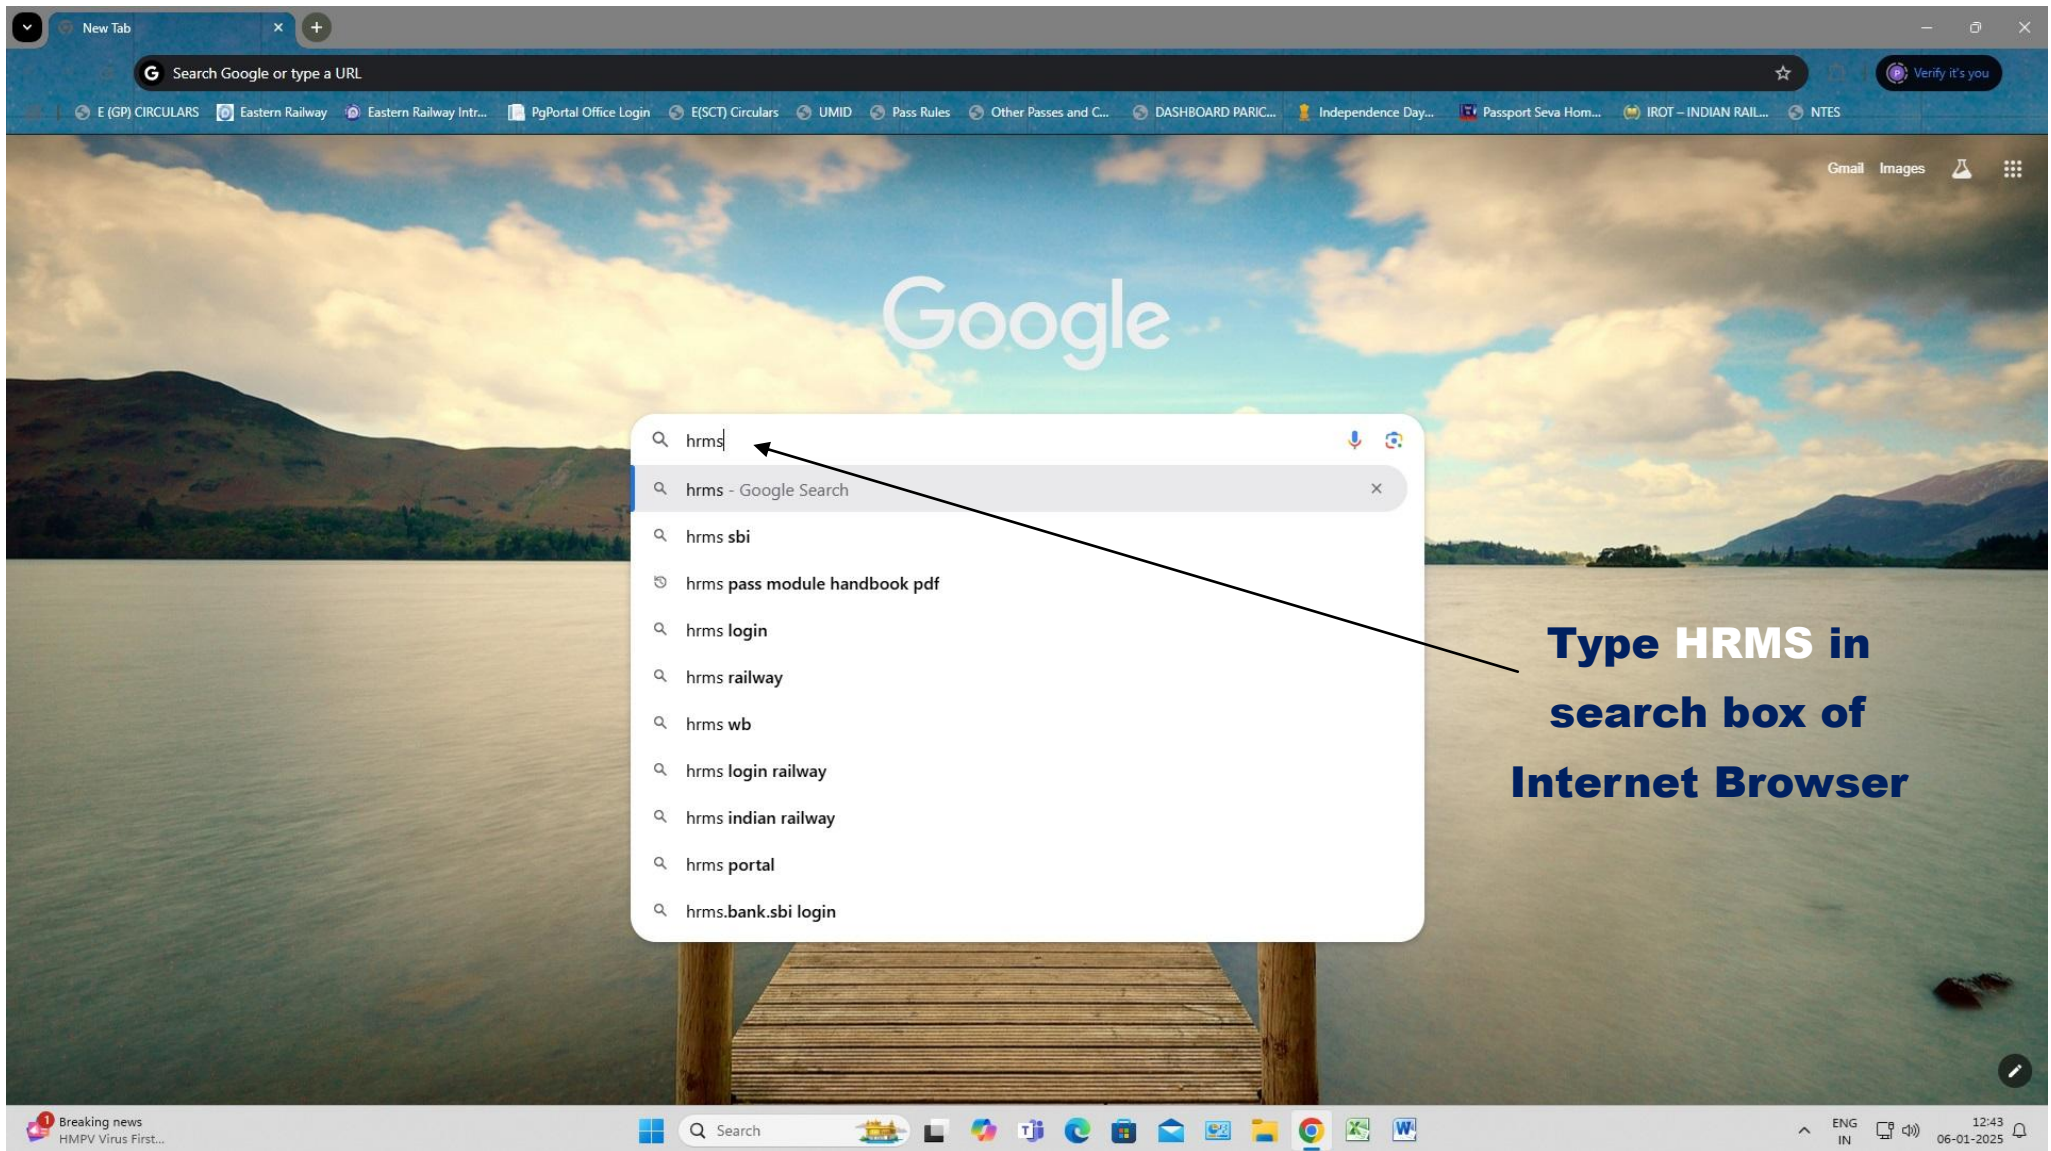 New Tab
Search Google or type a URL
Verify it's you
E (GP) CIRCULARS Eastern Railway Eastern Railway Intr... PgPortal Office Login E(SCT) Circulars UMID Pass Rules Other Passes and C... DASHBOARD PARIC... Independence Day... Passport Seva Hom... IROT – INDIAN RAIL... NTES
Gmail Images
Google
hrms
hrms - Google Search
hrms sbi
hrms pass module handbook pdf
hrms login
hrms railway
hrms wb
hrms login railway
hrms indian railway
hrms portal
hrms.bank.sbi login
Type HRMS in
search box of
Internet Browser
1
Breaking news
HMPV Virus First...
Search
ENG
IN
12:43
06-01-2025